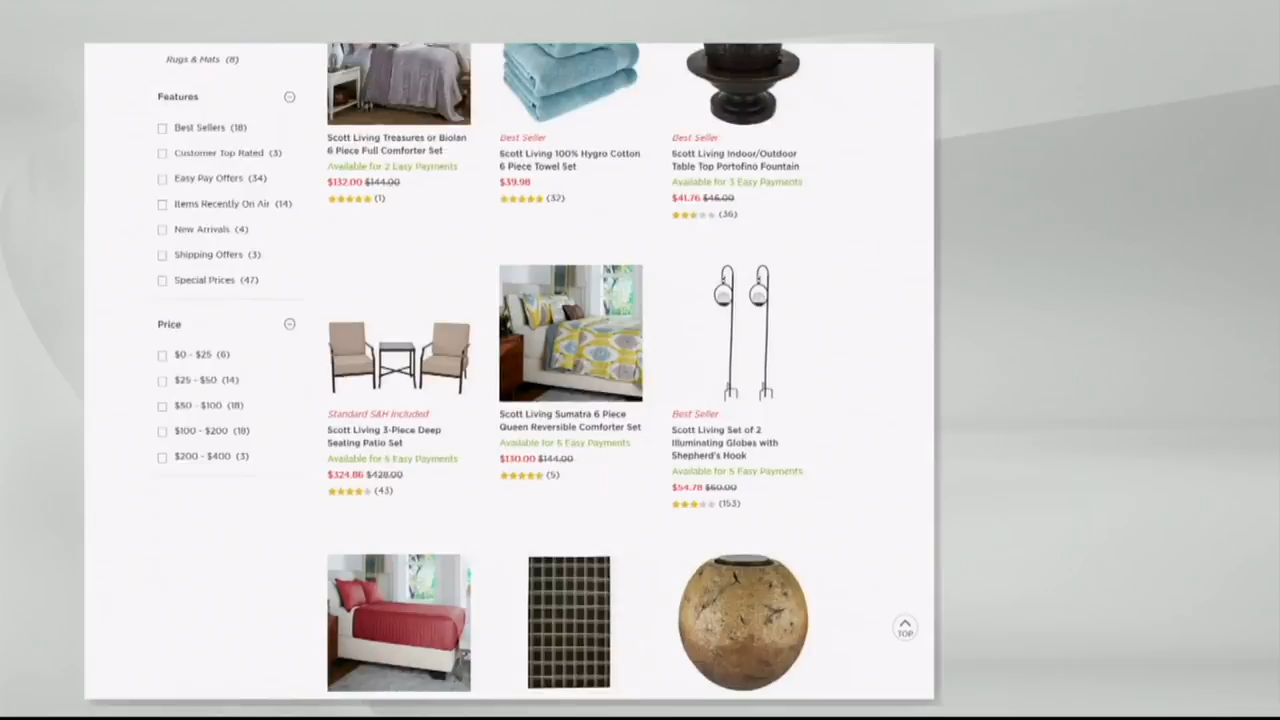 Rugs & Mats (8)
Features
Best Sellers (18)
Customer Top Rated (3)
Easy Pay Offers (34)
Items Recently On Air (14)
New Arrivals (4)
Shipping Offers (3)
Special Prices (47)
Price
$0 - $25 (6)
$25 - $50 (14)
$50 - $100 (18)
$100 - $200 (18)
$200 - $400 (3)
Scott Living Treasures or Biolan
6 Piece Full Comforter Set
Available for 2 Easy Payments
$132.00 $144.00
(1)
Best Seller
Scott Living 100% Hygro Cotton
6 Piece Towel Set
$39.98
(32)
Best Seller
Scott Living Indoor/Outdoor
Table Top Portofino Fountain
Available for 3 Easy Payments
$41.76 $46.00
(36)
Standard S&H Included
Scott Living 3-Piece Deep
Seating Patio Set
Available for 5 Easy Payments
$324.86 $428.00
(43)
Scott Living Sumatra 6 Piece
Queen Reversible Comforter Set
Available for 5 Easy Payments
$130.00 $144.00
(5)
Best Seller
Scott Living Set of 2
Illuminating Globes with
Shepherd's Hook
Available for 5 Easy Payments
$54.78 $60.00
(153)
TOP